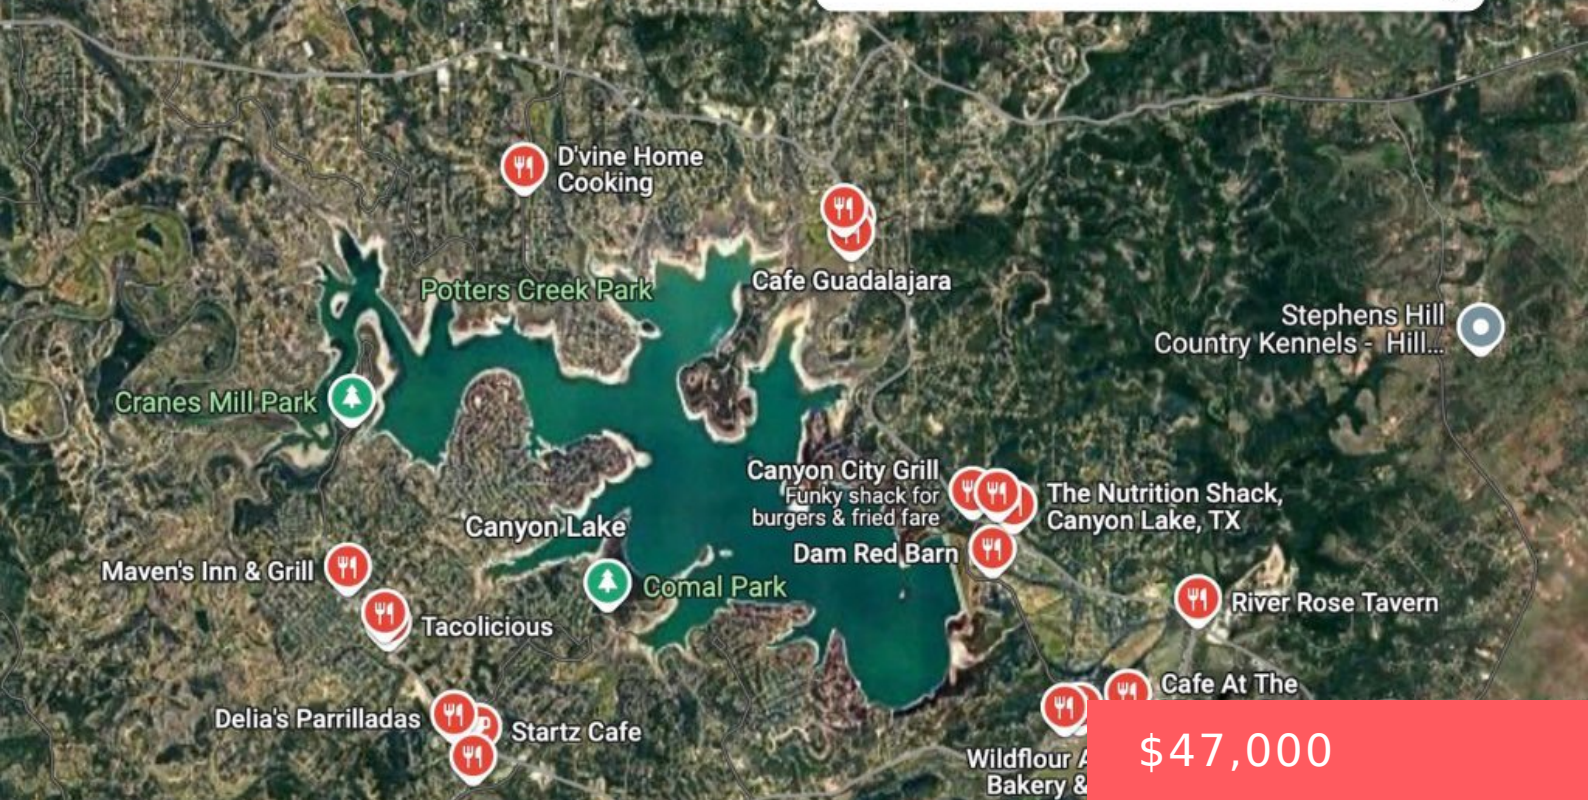 D'vine Home
Cooking
Potters Creek Park
Cafe Guadalajara
Stephens Hill
Country Kennels - Hill...
Cranes Mill Park
Canyon City Grill
Funky shack for
burgers & fried fare
The Nutrition Shack,
Canyon Lake, TX
Canyon Lake
Dam Red Barn
Maven's Inn & Grill
Comal Park
River Rose Tavern
Tacolicious
Cafe At The
Delia's Parrilladas
Startz Cafe
Wildflour A
Bakery &
$47,000